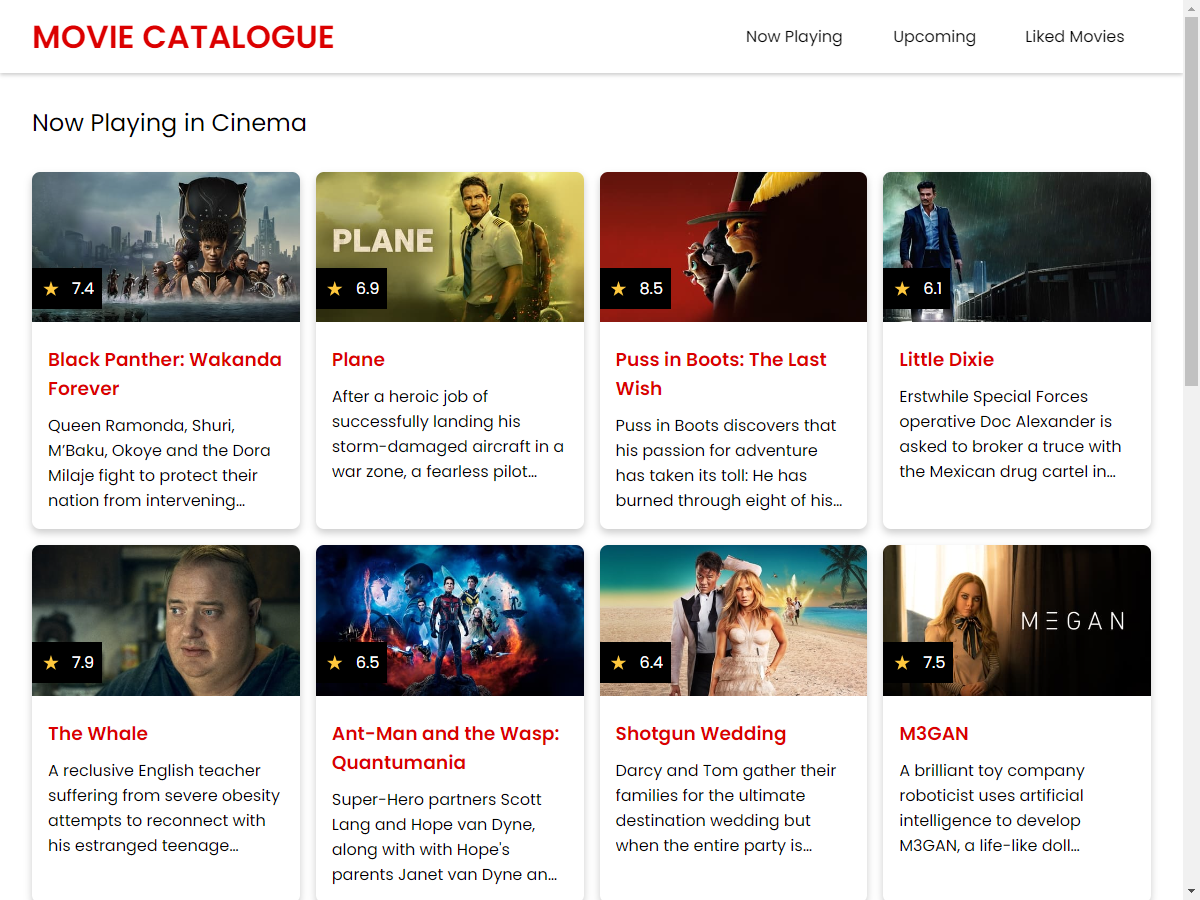 MOVIE CATALOGUE
Now Playing
Upcoming
Liked Movies
Now Playing in Cinema
★ 7.4
Black Panther: Wakanda
Forever
Queen Ramonda, Shuri,
M’Baku, Okoye and the Dora
Milaje fight to protect their
nation from intervening...
PLANE
★ 6.9
Plane
After a heroic job of
successfully landing his
storm-damaged aircraft in a
war zone, a fearless pilot...
★ 8.5
Puss in Boots: The Last
Wish
Puss in Boots discovers that
his passion for adventure
has taken its toll: He has
burned through eight of his...
★ 6.1
Little Dixie
Erstwhile Special Forces
operative Doc Alexander is
asked to broker a truce with
the Mexican drug cartel in...
★ 7.9
The Whale
A reclusive English teacher
suffering from severe obesity
attempts to reconnect with
his estranged teenage...
★ 6.5
Ant-Man and the Wasp:
Quantumania
Super-Hero partners Scott
Lang and Hope van Dyne,
along with with Hope's
parents Janet van Dyne an...
★ 6.4
Shotgun Wedding
Darcy and Tom gather their
families for the ultimate
destination wedding but
when the entire party is...
M Ξ G A N
★ 7.5
M3GAN
A brilliant toy company
roboticist uses artificial
intelligence to develop
M3GAN, a life-like doll...